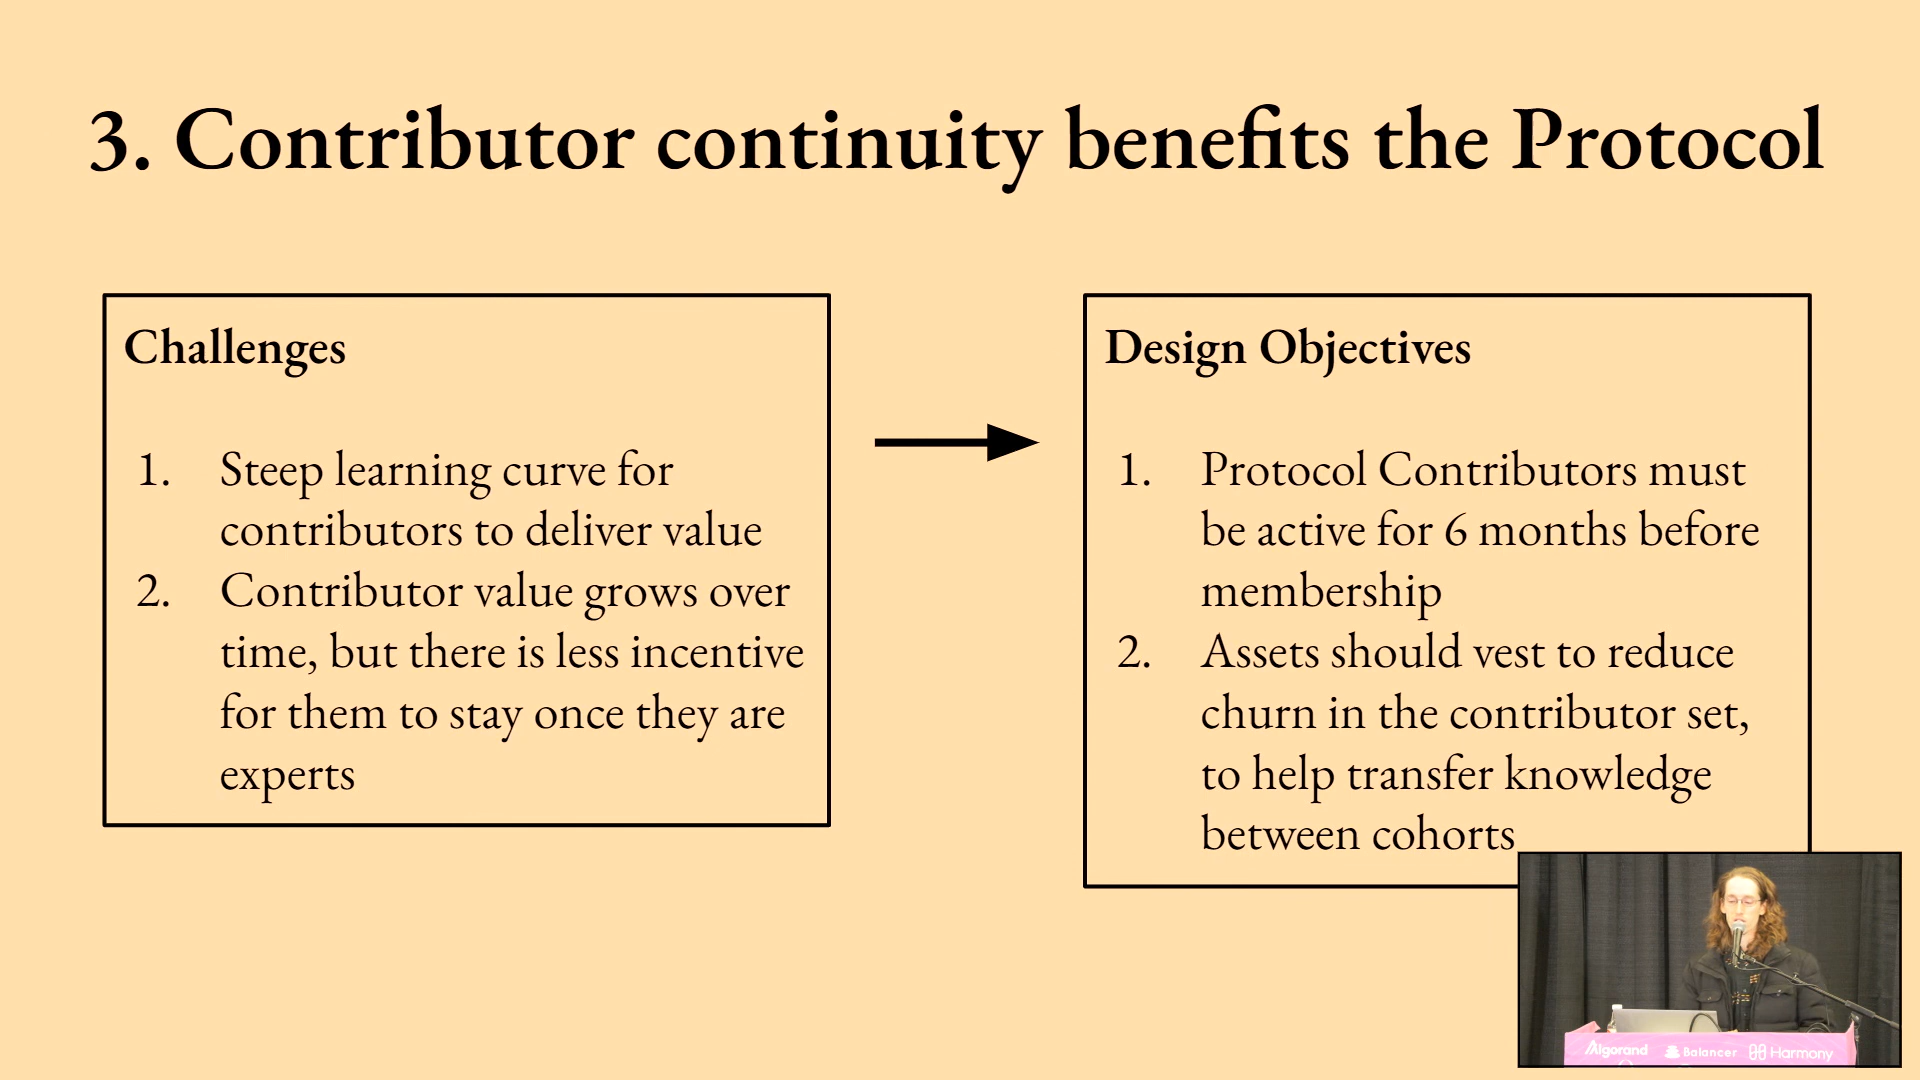 3. Contributor continuity benefits the Protocol
Challenges
1. Steep learning curve for
contributors to deliver value
2. Contributor value grows over
time, but there is less incentive
for them to stay once they are
experts
Design Objectives
1. Protocol Contributors must
be active for 6 months before
membership
2. Assets should vest to reduce
churn in the contributor set,
to help transfer knowledge
between cohorts
Algorand Balancer Harmony